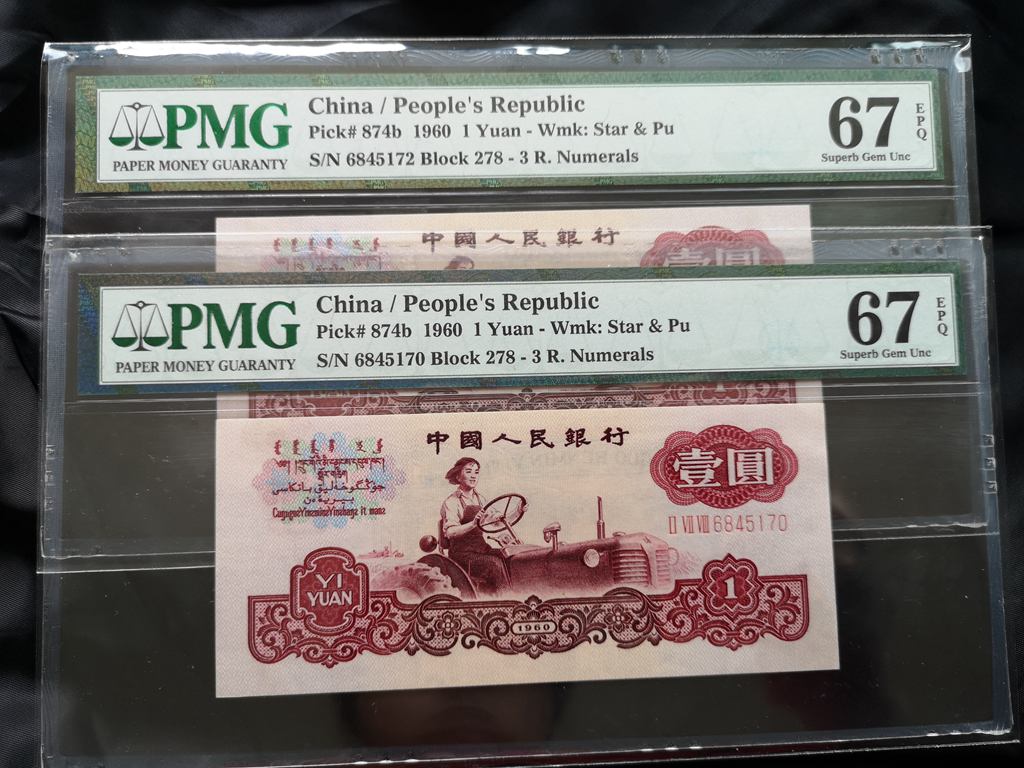 PMG
PAPER MONEY GUARANTY
China / People's Republic
Pick# 874b 1960 1 Yuan - Wmk: Star & Pu
S/N 6845172 Block 278 - 3 R. Numerals
67
EPQ
Superb Gem Unc
中國人民銀行
壹圓
PMG
PAPER MONEY GUARANTY
China / People's Republic
Pick# 874b 1960 1 Yuan - Wmk: Star & Pu
S/N 6845170 Block 278 - 3 R. Numerals
67
EPQ
Superb Gem Unc
中國人民銀行
壹圓
II VII VIII 6845170
YI
YUAN
1
1960